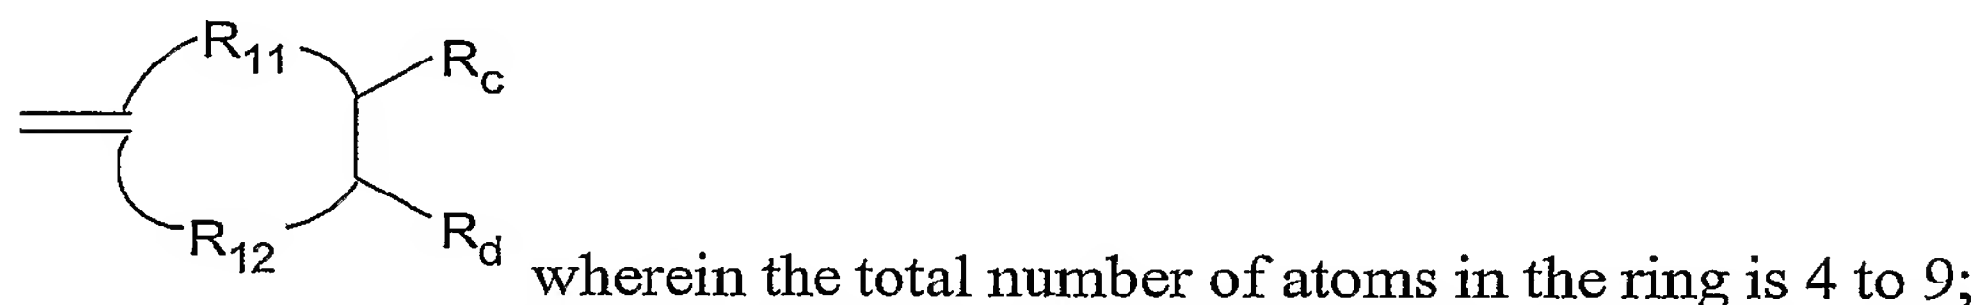 R11
Rc
R12
Rd
wherein the total number of atoms in the ring is 4 to 9;